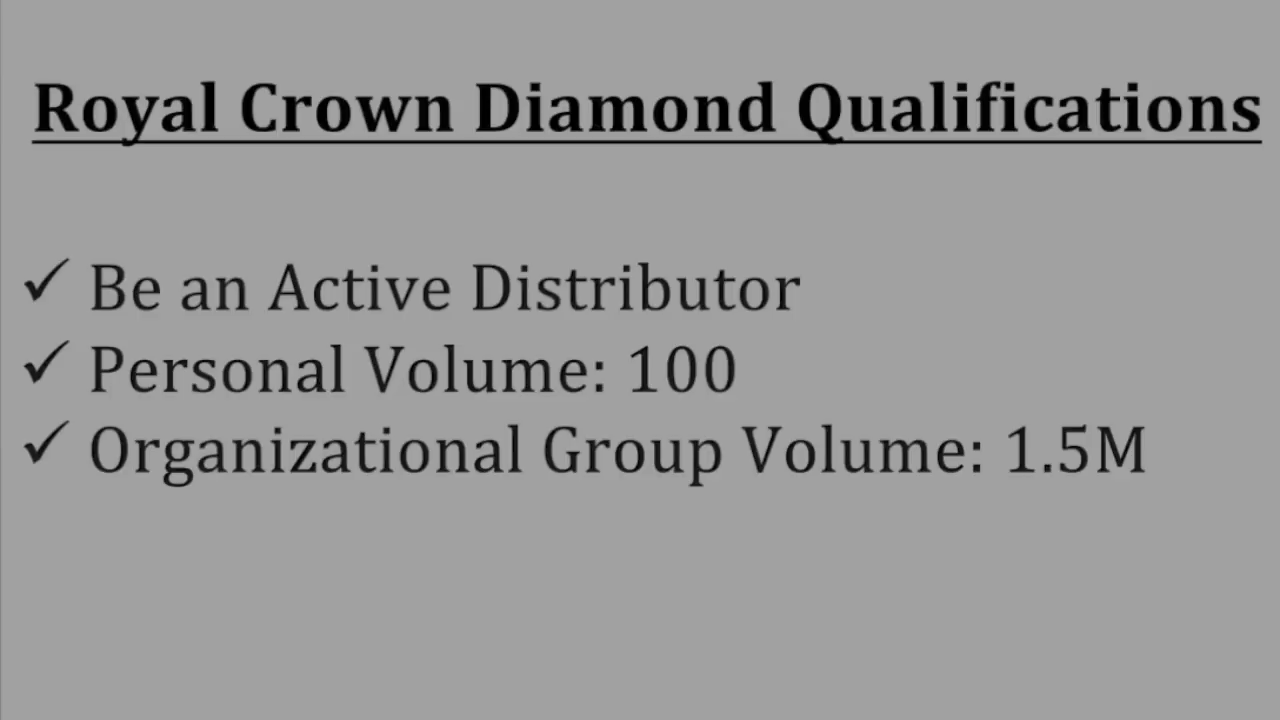 Royal Crown Diamond Qualifications
✓ Be an Active Distributor
✓ Personal Volume: 100
✓ Organizational Group Volume: 1.5M